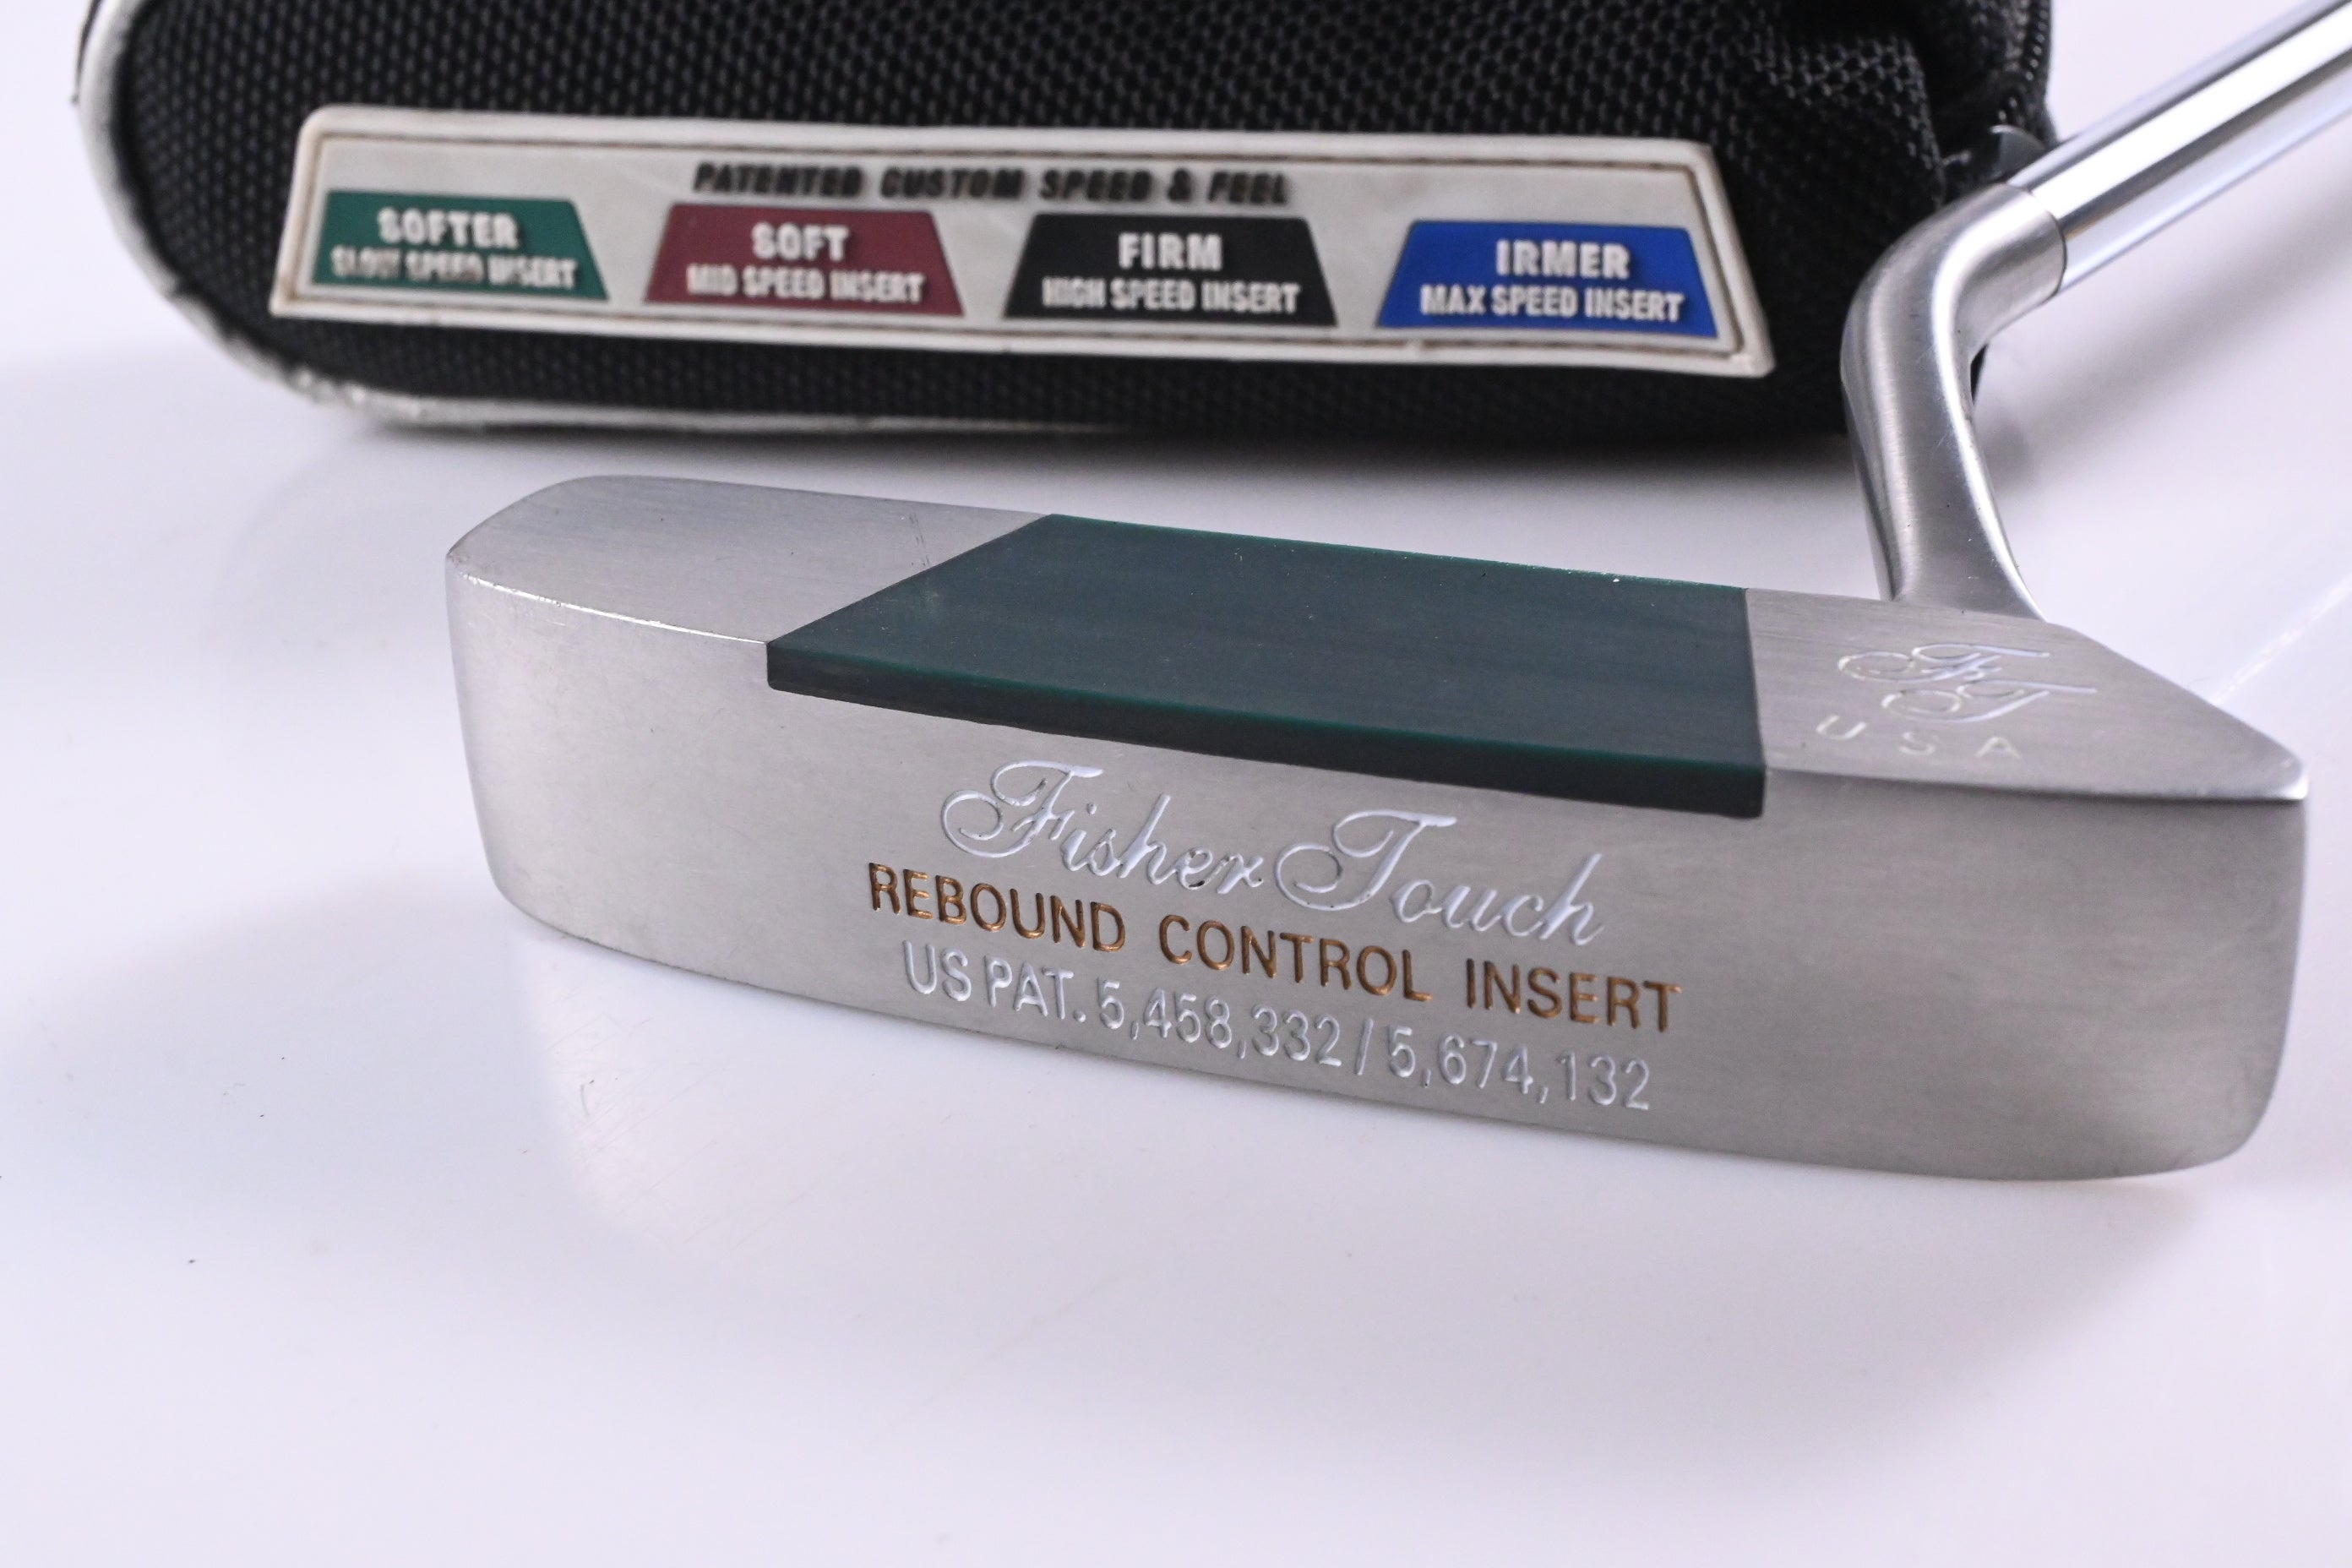 PATENTED CUSTOM SPEED & FEEL
SOFTER
SLOW SPEED INSERT
SOFT
MID SPEED INSERT
FIRM
HIGH SPEED INSERT
IRMER
MAX SPEED INSERT
FT
USA
Fisher Touch
REBOUND CONTROL INSERT
US PAT. 5,458,332 / 5,674,132